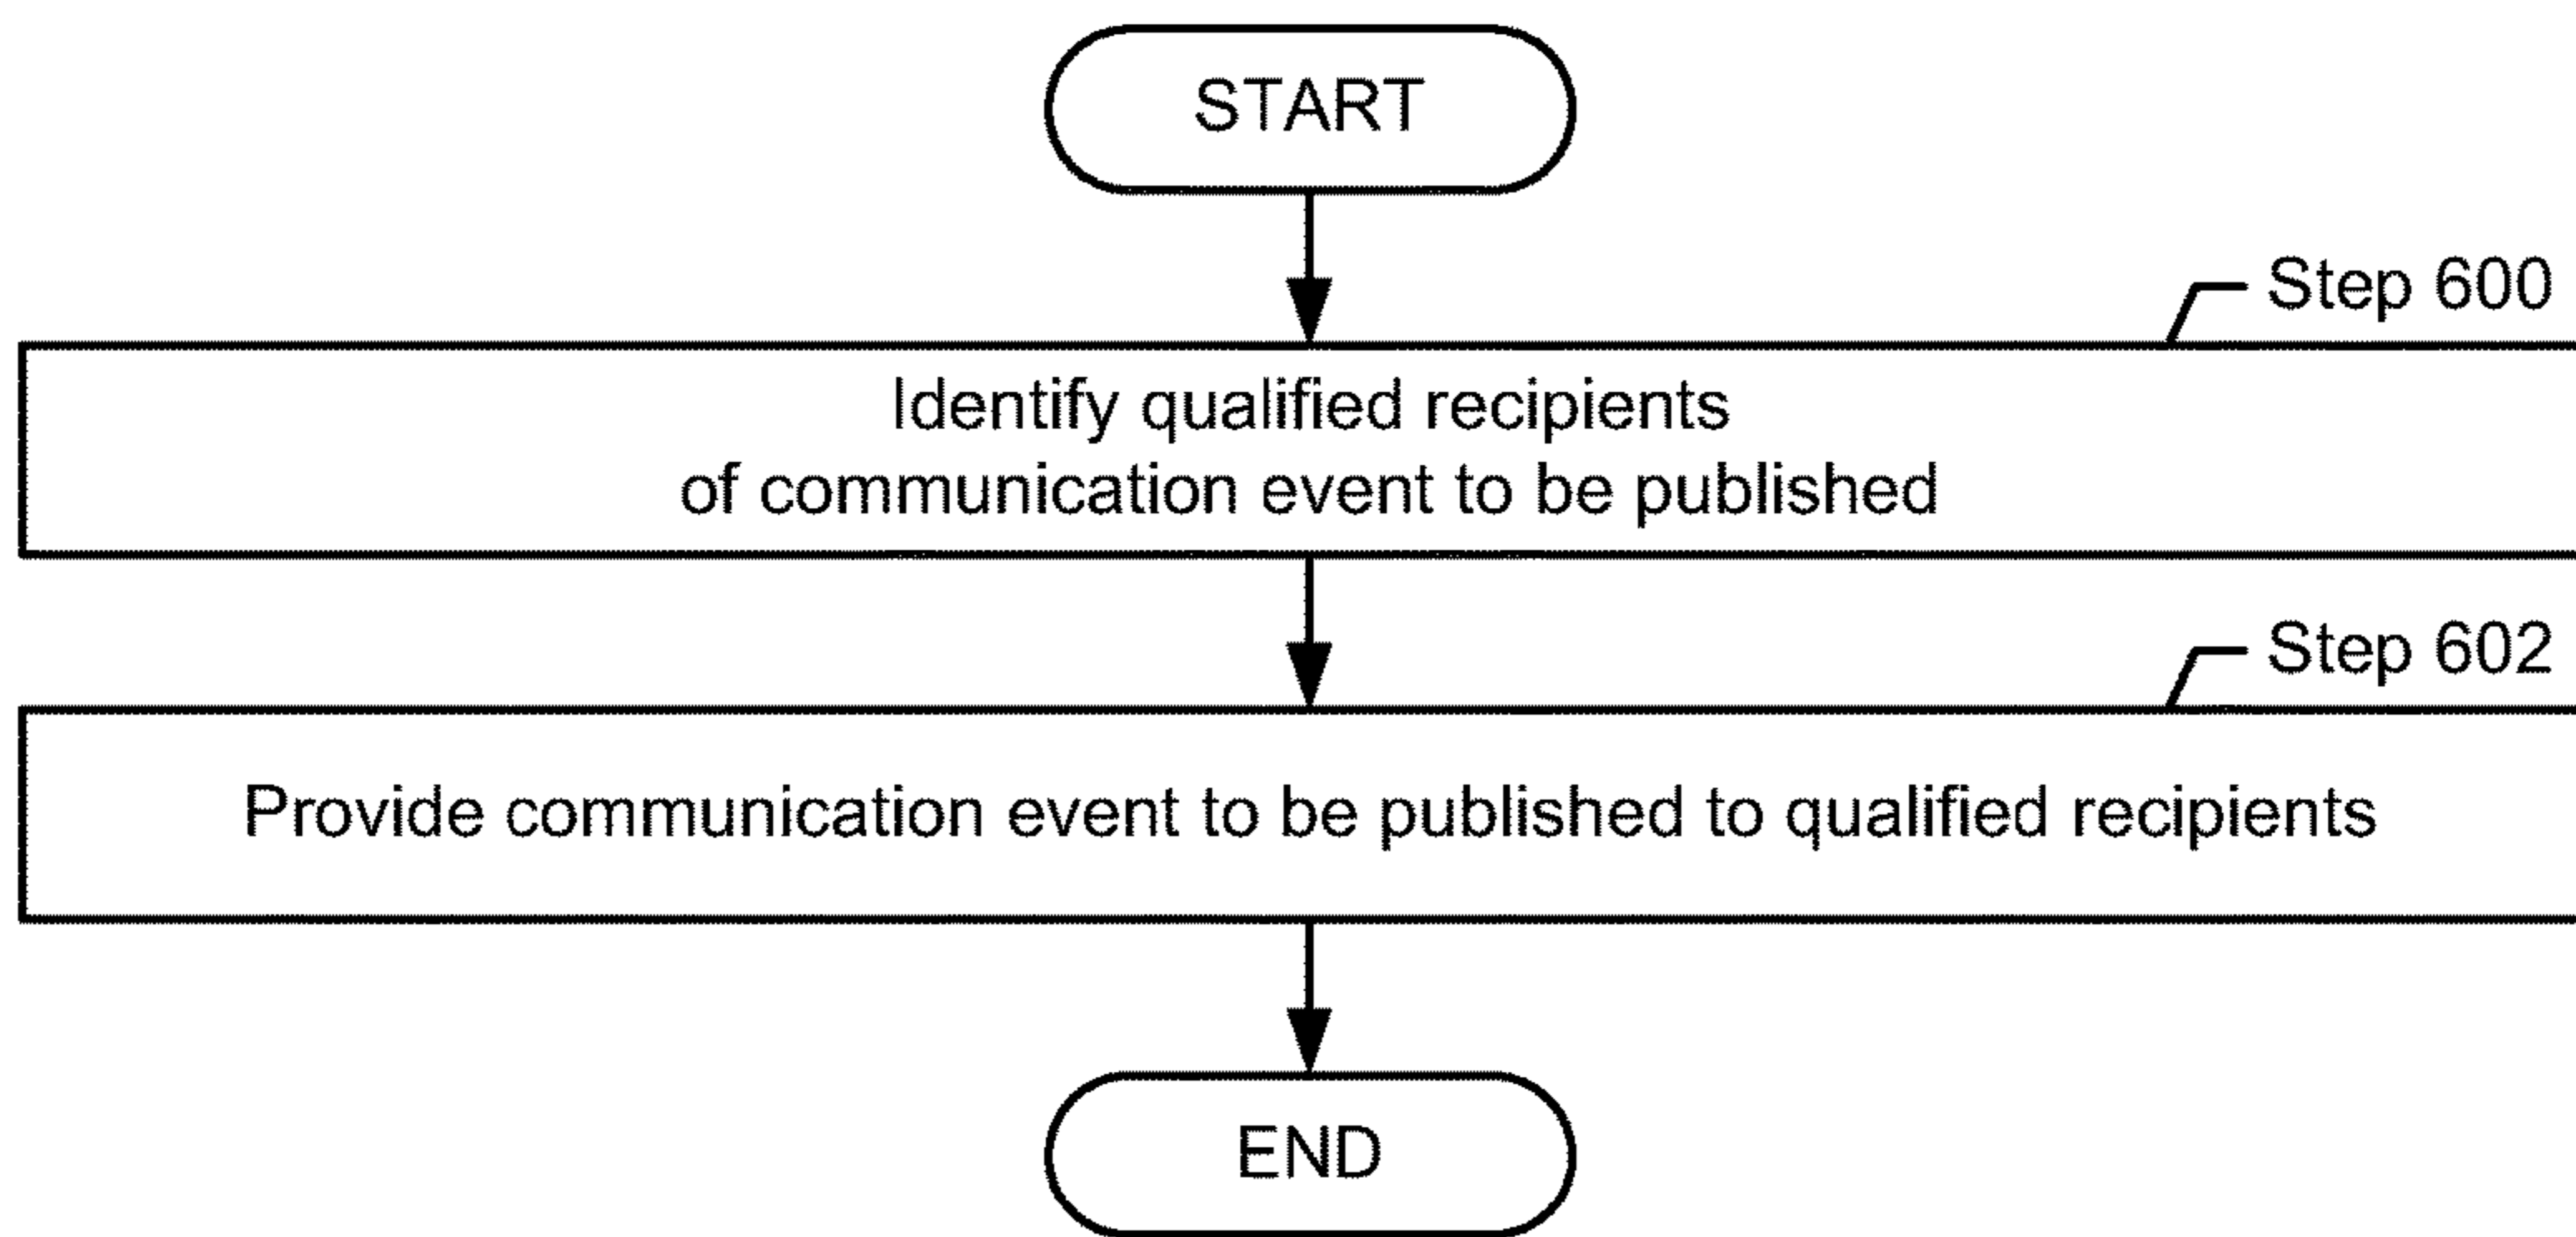 START
Step 600
Identify qualified recipients
of communication event to be published
Step 602
Provide communication event to be published to qualified recipients
END